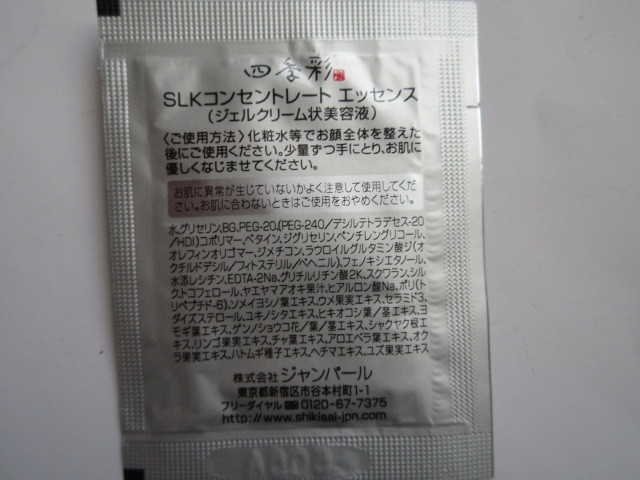 四季彩
SLKコンセントレート エッセンス
(ジェルクリーム状美容液)
〈ご使用方法〉化粧水等でお顔全体を整えた
後にご使用ください。少量ずつ手にとり、お肌に
優しくなじませてください。
お肌に異常が生じていないかよく注意して使用してくだ
さい。お肌に合わないときはご使用をおやめください。
水,グリセリン,BG,PEG-20,(PEG-240/デシルテトラデセス-20
/HDI)コポリマー,ベタイン,ジグリセリン,ペンチレングリコール,
オレフィンオリゴマー,ジメチコン,ラウロイルグルタミン酸ジ(オ
クチルドデシル/フィトステリル/ベヘニル),フェノキシエタノール,
水添レシチン,EDTA-2Na,グリチルリチン酸2K,スクワラン,シル
ク,トコフェロール,ヤエヤマアオキ果汁,ヒアルロン酸Na,ポリ(ト
リペプチド-6),ソメイヨシノ葉エキス,ウメ果実エキス,セラミド3,
ダイズステロール,ユキノシタエキス,ヒキオコシ葉/茎エキス,ヨ
モギ葉エキス,ゲンノショウコ花/葉/茎エキス,シャクヤク根エ
キス,リンゴ果実エキス,チャ葉エキス,アロエベラ葉エキス,オク
ラ果実エキス,ハトムギ種子エキス,ヘチマエキス,ユズ果実エキス
株式会社 ジャンパール
東京都新宿区市谷本村町1-1
フリーダイヤル 0120-67-7375
http://www.shikisai-jpn.com